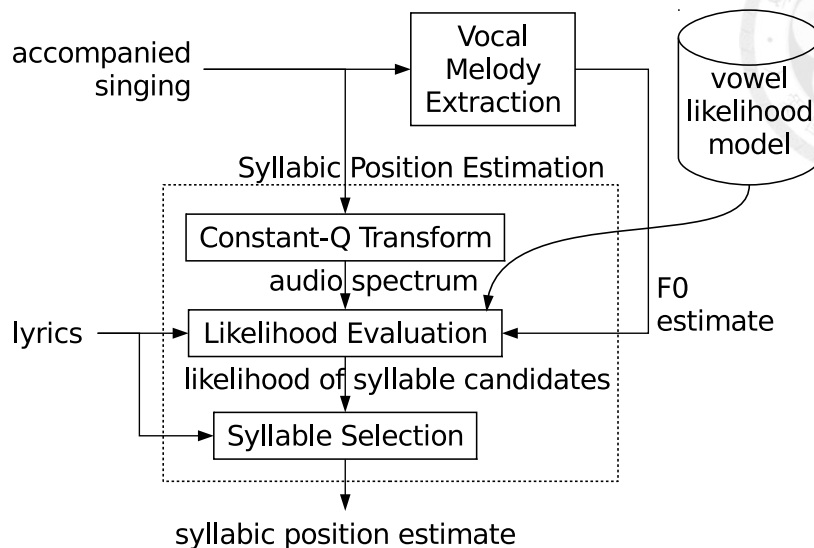 accompanied
singing
Vocal
Melody
Extraction
vowel
likelihood
model
Syllabic Position Estimation
Constant-Q Transform
audio spectrum
F0
estimate
lyrics
Likelihood Evaluation
likelihood of syllable candidates
Syllable Selection
syllabic position estimate